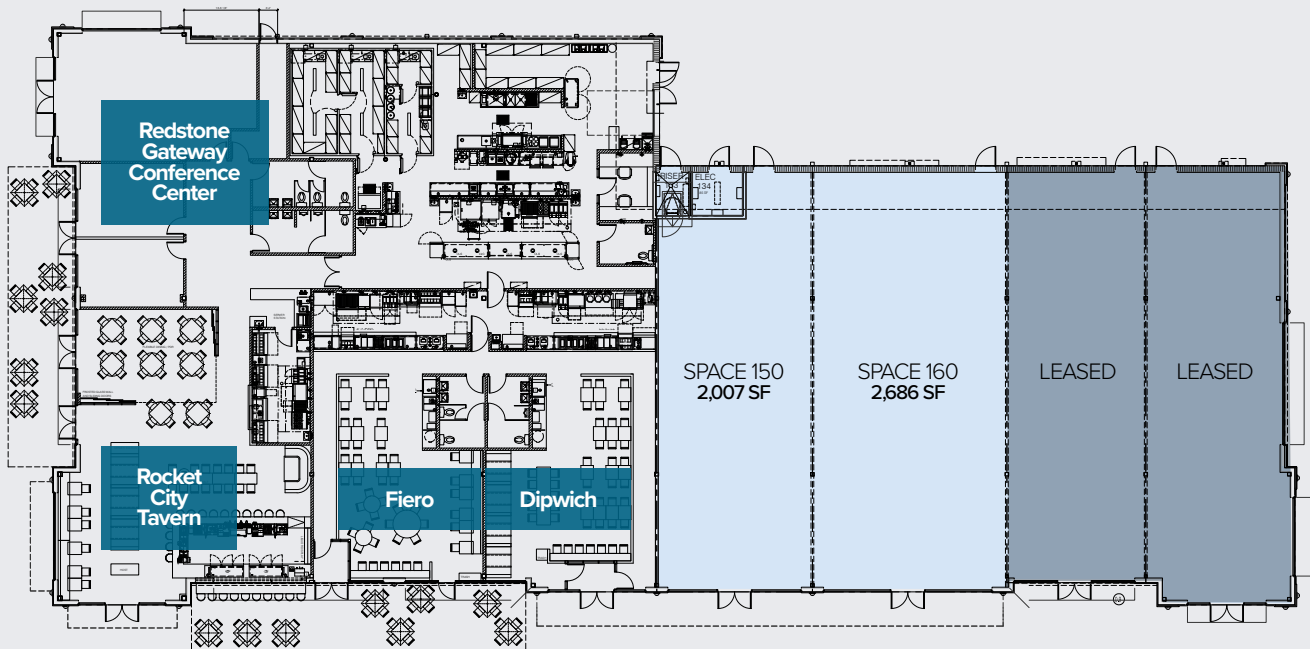 Redstone
Gateway
Conference
Center
RISER
ELEC
134
SPACE 150
2,007 SF
SPACE 160
2,686 SF
LEASED
LEASED
Rocket
City
Tavern
Fiero
Dipwich